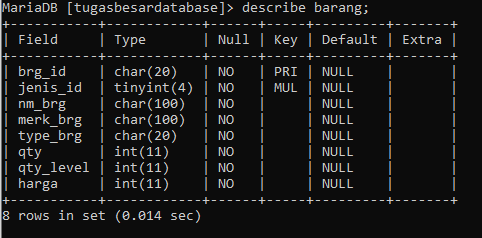 MariaDB [tugasbesardatabase]> describe barang;
+-----------+------------+------+-----+---------+-------+
| Field     | Type       | Null | Key | Default | Extra |
+-----------+------------+------+-----+---------+-------+
| brg_id    | char(20)   | NO   | PRI | NULL    |       |
| jenis_id  | tinyint(4) | NO   | MUL | NULL    |       |
| nm_brg    | char(100)  | NO   |     | NULL    |       |
| merk_brg  | char(100)  | NO   |     | NULL    |       |
| type_brg  | char(20)   | NO   |     | NULL    |       |
| qty       | int(11)    | NO   |     | NULL    |       |
| qty_level | int(11)    | NO   |     | NULL    |       |
| harga     | int(11)    | NO   |     | NULL    |       |
+-----------+------------+------+-----+---------+-------+
8 rows in set (0.014 sec)